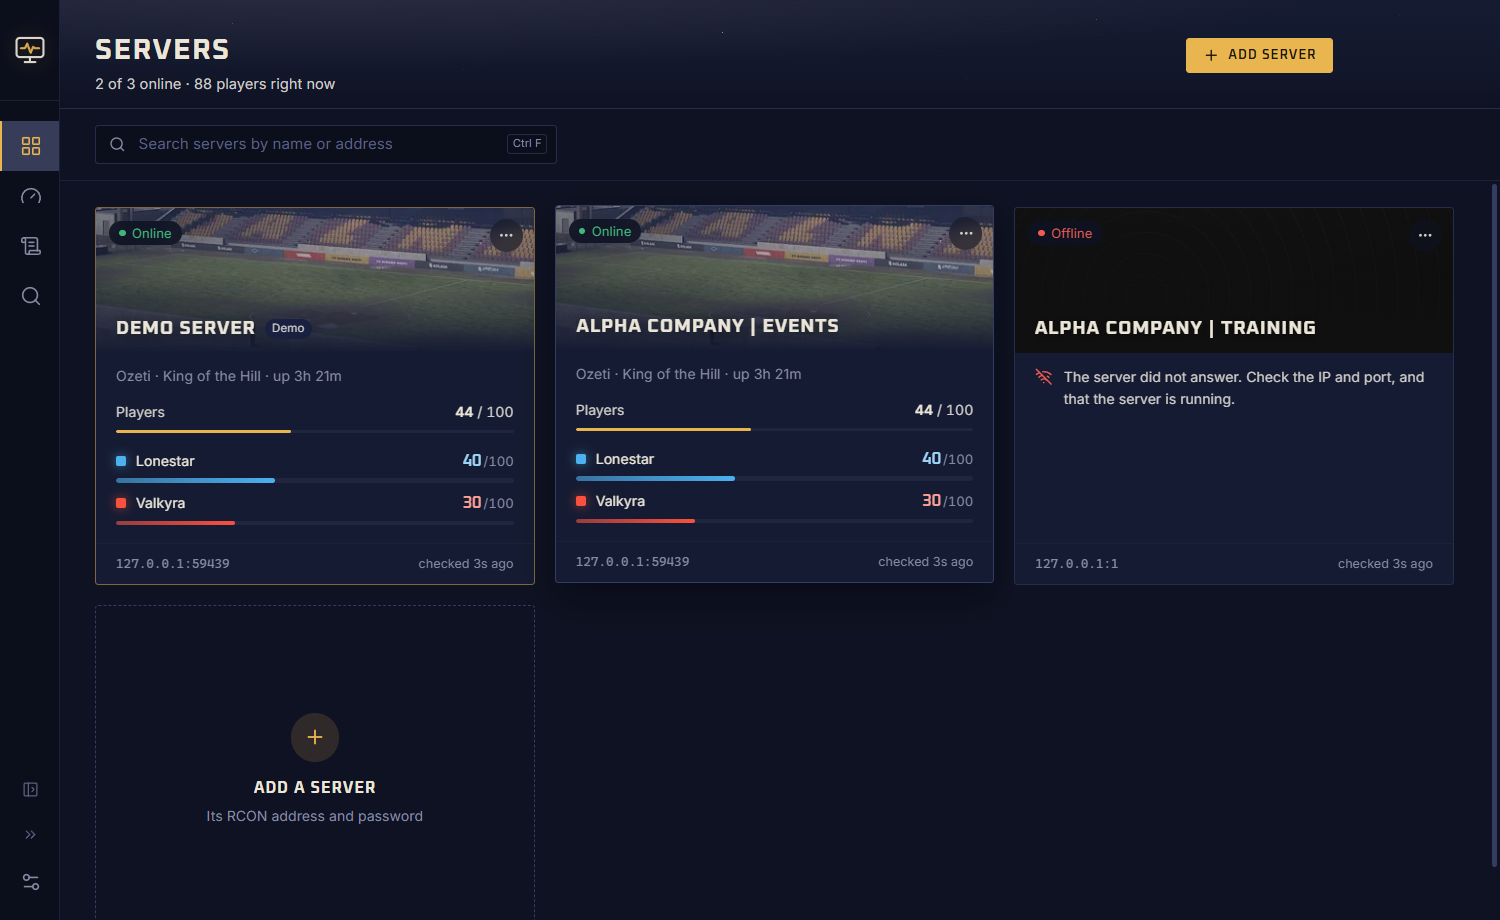 SERVERS
2 of 3 online · 88 players right now
+ ADD SERVER
Search servers by name or address
Ctrl F
Online
DEMO SERVER Demo
Ozeti · King of the Hill · up 3h 21m
Players 44 / 100
Lonestar 40/100
Valkyra 30/100
127.0.0.1:59439 checked 3s ago
Online
ALPHA COMPANY | EVENTS
Ozeti · King of the Hill · up 3h 21m
Players 44 / 100
Lonestar 40/100
Valkyra 30/100
127.0.0.1:59439 checked 3s ago
Offline
ALPHA COMPANY | TRAINING
The server did not answer. Check the IP and port, and
that the server is running.
127.0.0.1:1 checked 3s ago
ADD A SERVER
Its RCON address and password